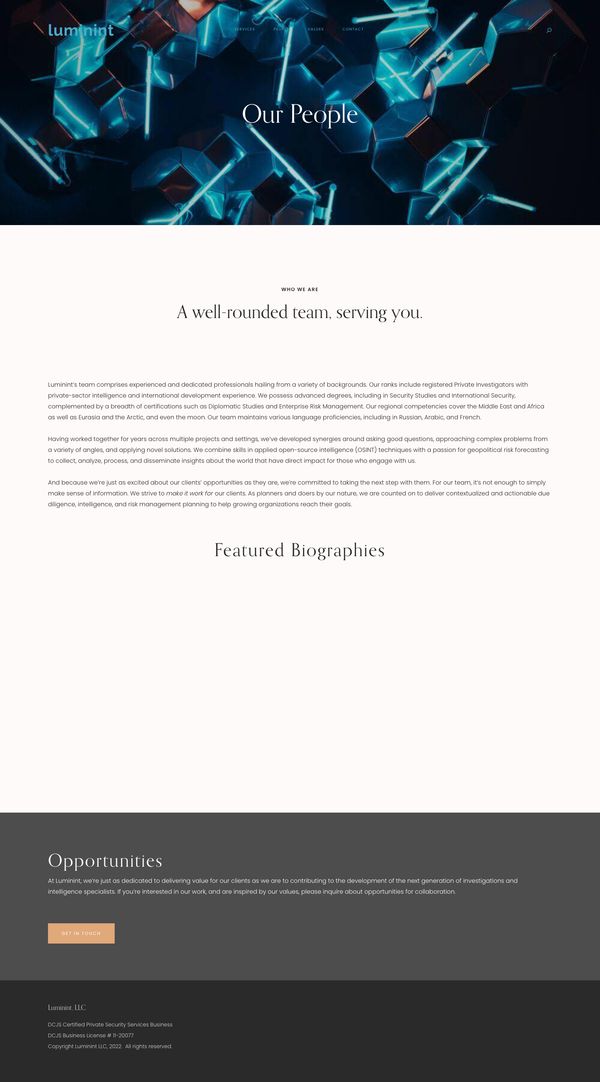 luminint
SERVICES PEOPLE VALUES CONTACT
Our People
WHO WE ARE
A well-rounded team, serving you.
Luminint's team comprises experienced and dedicated professionals hailing from a variety of backgrounds. Our ranks include registered Private Investigators with
private-sector intelligence and international development experience. We possess advanced degrees, including in Security Studies and International Security,
complemented by a breadth of certifications such as Diplomatic Studies and Enterprise Risk Management. Our regional competencies cover the Middle East and Africa
as well as Eurasia and the Arctic, and even the moon. Our team maintains various language proficiencies, including in Russian, Arabic, and French.
Having worked together for years across multiple projects and settings, we've developed synergies around asking good questions, approaching complex problems from
a variety of angles, and applying novel solutions. We combine skills in applied open-source intelligence (OSINT) techniques with a passion for geopolitical risk forecasting
to collect, analyze, process, and disseminate insights about the world that have direct impact for those who engage with us.
And because we're just as excited about our clients' opportunities as they are, we're committed to taking the next step with them. For our team, it's not enough to simply
make sense of information. We strive to make it work for our clients. As planners and doers by our nature, we are counted on to deliver contextualized and actionable due
diligence, intelligence, and risk management planning to help growing organizations reach their goals.
Featured Biographies
Opportunities
At Luminint, we're just as dedicated to delivering value for our clients as we are to contributing to the development of the next generation of investigations and
intelligence specialists. If you're interested in our work, and are inspired by our values, please inquire about opportunities for collaboration.
GET IN TOUCH
Luminint LLC
DCJS Certified Private Security Services Business
DCJS Business License # 11-20077
Copyright Luminint LLC, 2022. All rights reserved.